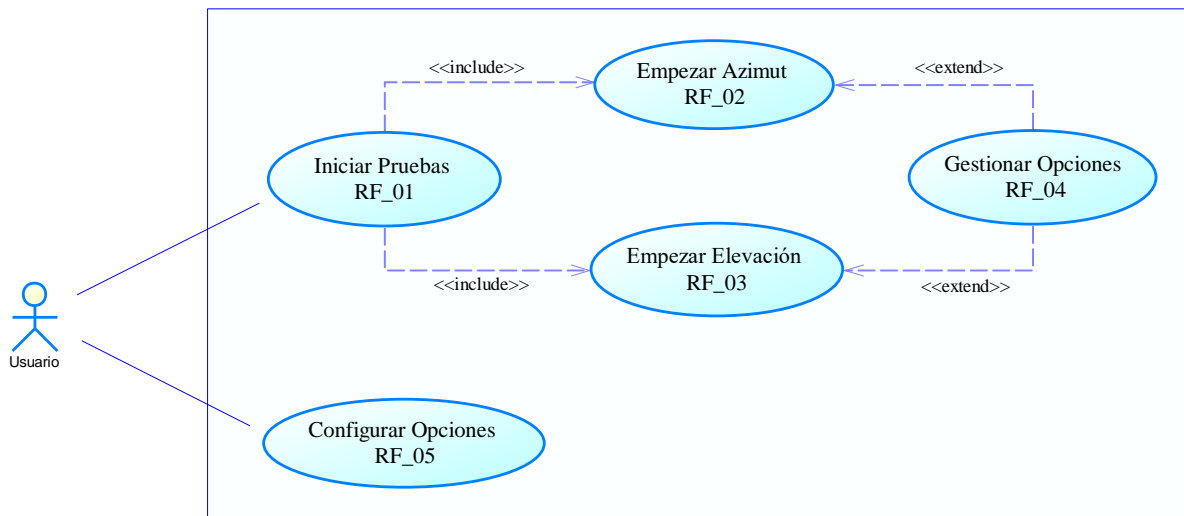 <<include>>
Empezar Azimut
RF_02
<<extend>>
Iniciar Pruebas
RF_01
Gestionar Opciones
RF_04
Empezar Elevación
RF_03
<<include>>
<<extend>>
Usuario
Configurar Opciones
RF_05